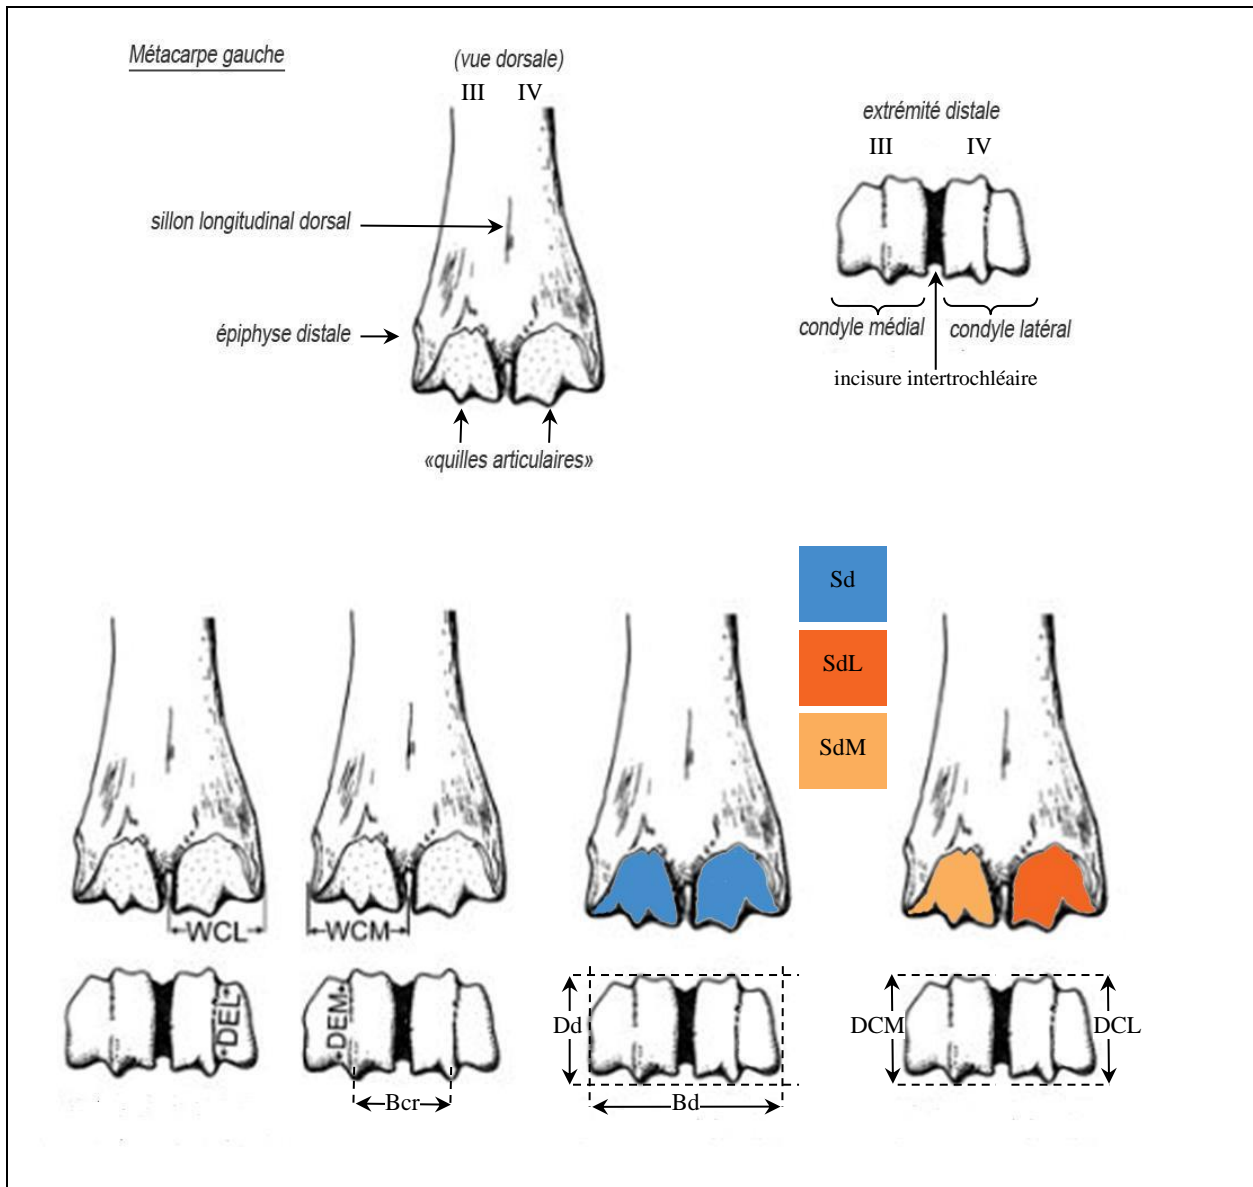 Métacarpe gauche
(vue dorsale)
III IV
extrémité distale
III IV
sillon longitudinal dorsal
épiphyse distale
condyle médial condyle latéral
incisure intertrochléaire
«quilles articulaires»
Sd
SdL
SdM
WCL WCM
DEL DEM
Dd DCM DCL
Bcr Bd